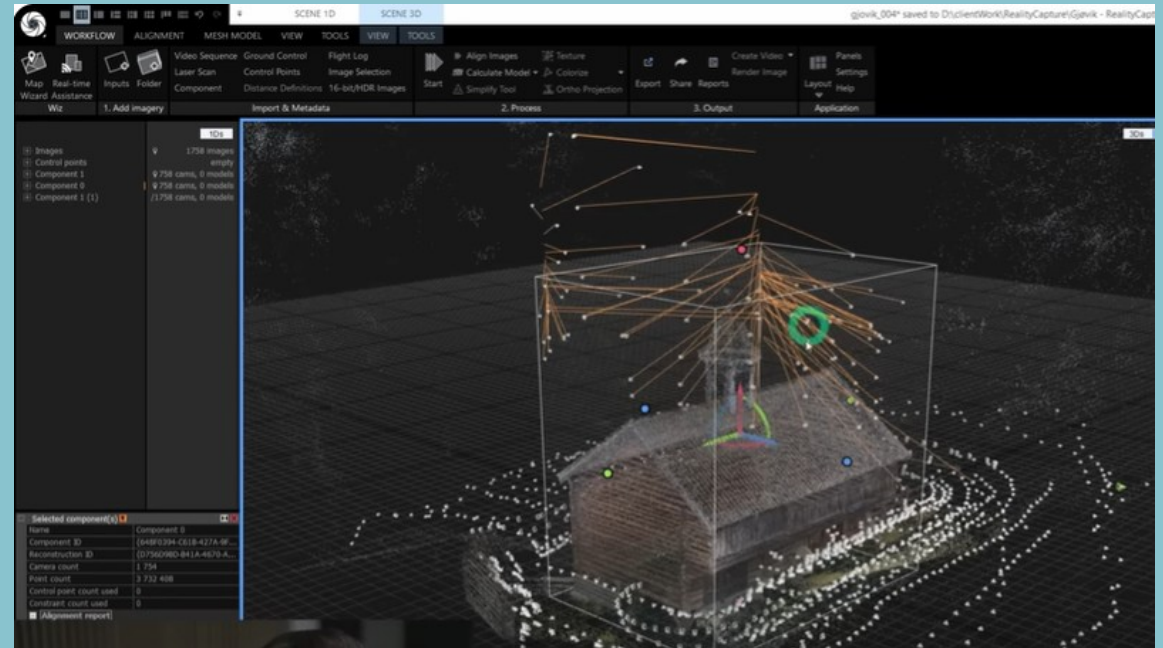 SCENE 1D SCENE 3D gjovik_004* saved to D:\clientWork\RealityCapture\Gjøvik - RealityCapt
WORKFLOW ALIGNMENT MESH MODEL VIEW TOOLS VIEW TOOLS
Video Sequence Ground Control Flight Log Align Images Texture Create Video Panels
Laser Scan Control Points Image Selection Calculate Model Colorize Render Image Settings
Map Wizard Real-time Assistance Inputs Folder Component Distance Definitions 16-bit/HDR Images Start Simplify Tool Ortho Projection Export Share Reports Layout Help
Wiz 1. Add imagery Import & Metadata 2. Process 3. Output Application
1Ds 3Ds
Images 1758 images
Control points empty
Component 1 758 cams, 0 models
Component 0 758 cams, 0 models
Component 1 (1) /1758 cams, 0 models
Selected component(s)
Name Component 0
Component ID
Reconstruction ID
Camera count 1 754
Point count 3 732 408
Control point count used 0
Constraint count used 0
Alignment report